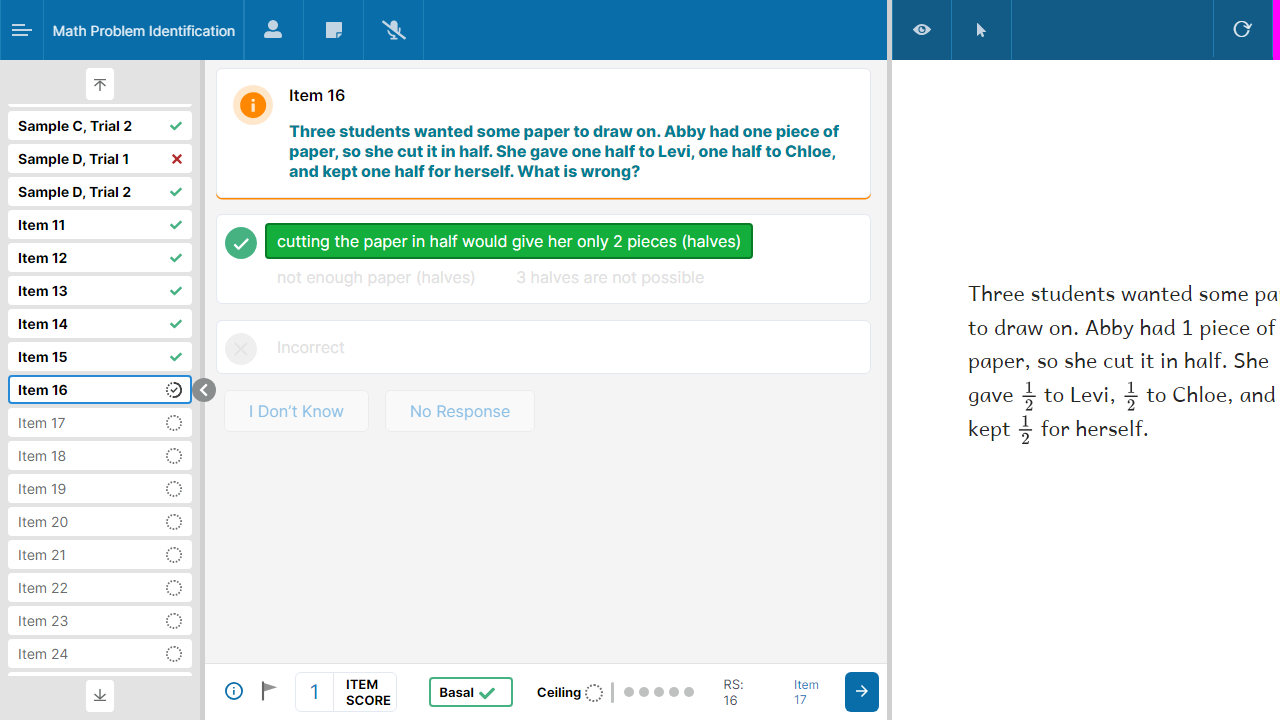 Math Problem Identification
Sample C, Trial 2
Sample D, Trial 1
Sample D, Trial 2
Item 11
Item 12
Item 13
Item 14
Item 15
Item 16
Item 17
Item 18
Item 19
Item 20
Item 21
Item 22
Item 23
Item 24
Item 16
Three students wanted some paper to draw on. Abby had one piece of
paper, so she cut it in half. She gave one half to Levi, one half to Chloe,
and kept one half for herself. What is wrong?
cutting the paper in half would give her only 2 pieces (halves)
not enough paper (halves) 3 halves are not possible
Incorrect
I Don't Know No Response
1 ITEM SCORE
Basal
Ceiling
RS: 16
Item 17
Three students wanted some pa
to draw on. Abby had 1 piece of
paper, so she cut it in half. She
gave 1/2 to Levi, 1/2 to Chloe, and
kept 1/2 for herself.